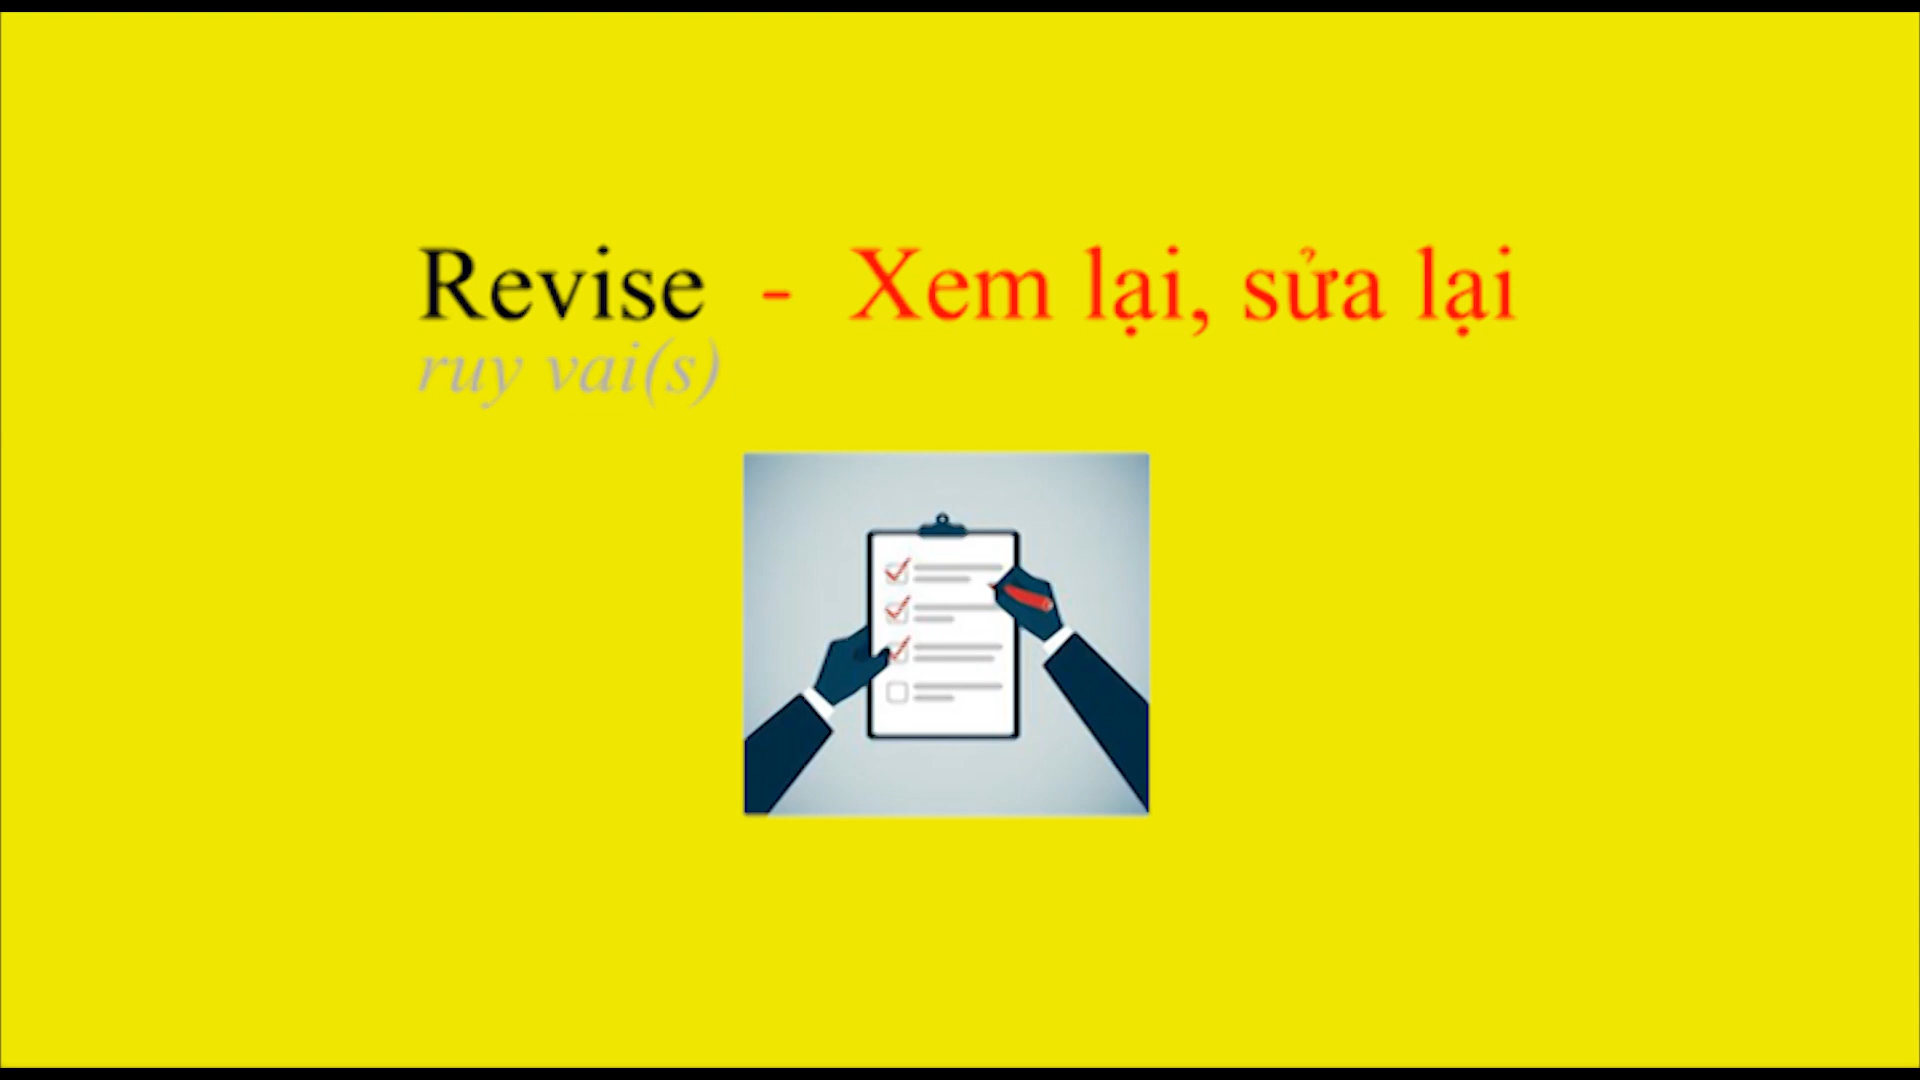 Revise - Xem lại, sửa lại
ruy vai(s)